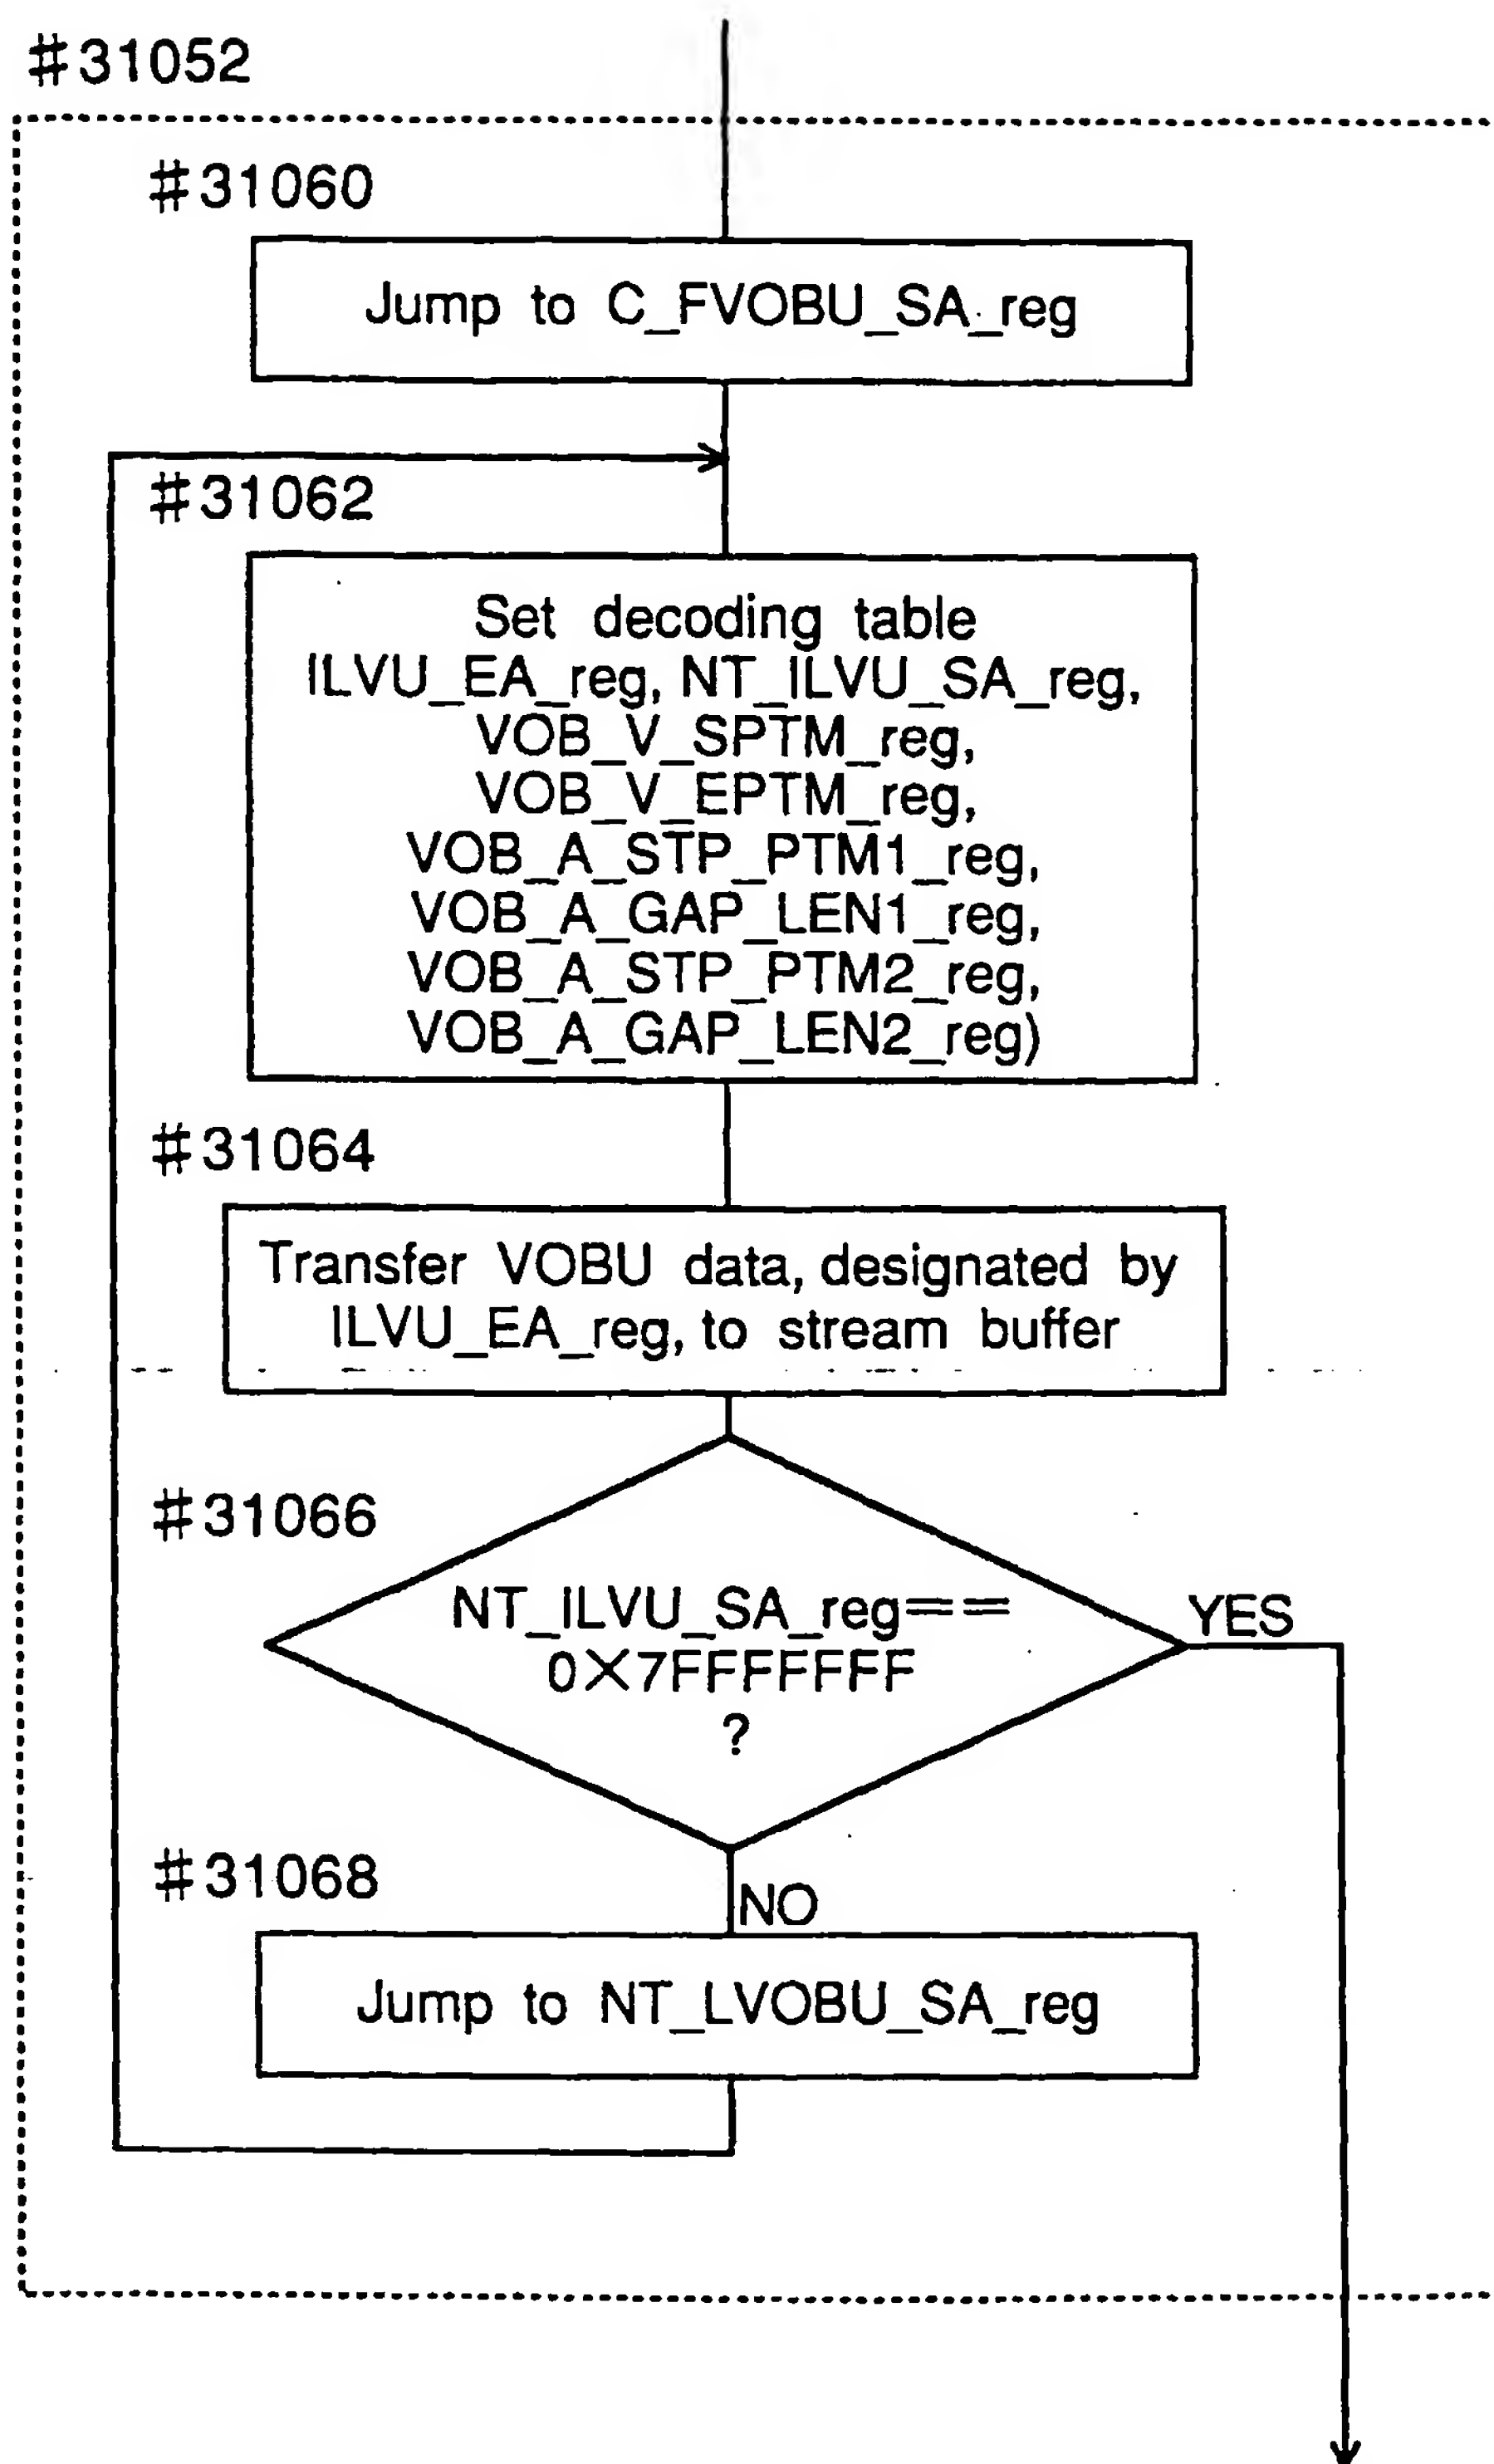 #31052
#31060
Jump to C_FVOBU_SA_reg
#31062
Set decoding table
ILVU_EA_reg, NT_ILVU_SA_reg,
VOB_V_SPTM_reg,
VOB_V_EPTM_reg,
VOB_A_STP_PTM1_reg,
VOB_A_GAP_LEN1_reg,
VOB_A_STP_PTM2_reg,
VOB_A_GAP_LEN2_reg)
#31064
Transfer VOBU data, designated by
ILVU_EA_reg, to stream buffer
#31066
NT_ILVU_SA_reg==
0X7FFFFFFF
?
YES
#31068
NO
Jump to NT_LVOBU_SA_reg